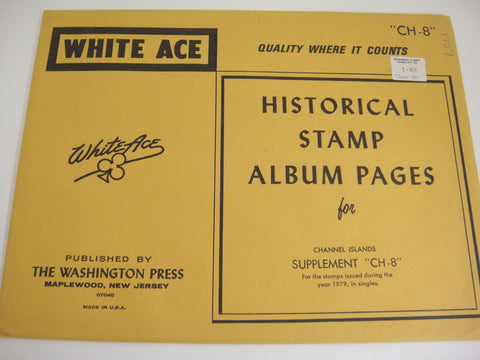 WHITE ACE
"CH-8"
QUALITY WHERE IT COUNTS
1979
HISTORICAL
STAMP
ALBUM PAGES
for
CHANNEL ISLANDS
SUPPLEMENT "CH-8"
For the stamps issued during the
year 1979, in singles.
White Ace
PUBLISHED BY
THE WASHINGTON PRESS
MAPLEWOOD, NEW JERSEY
07040
MADE IN U.S.A.